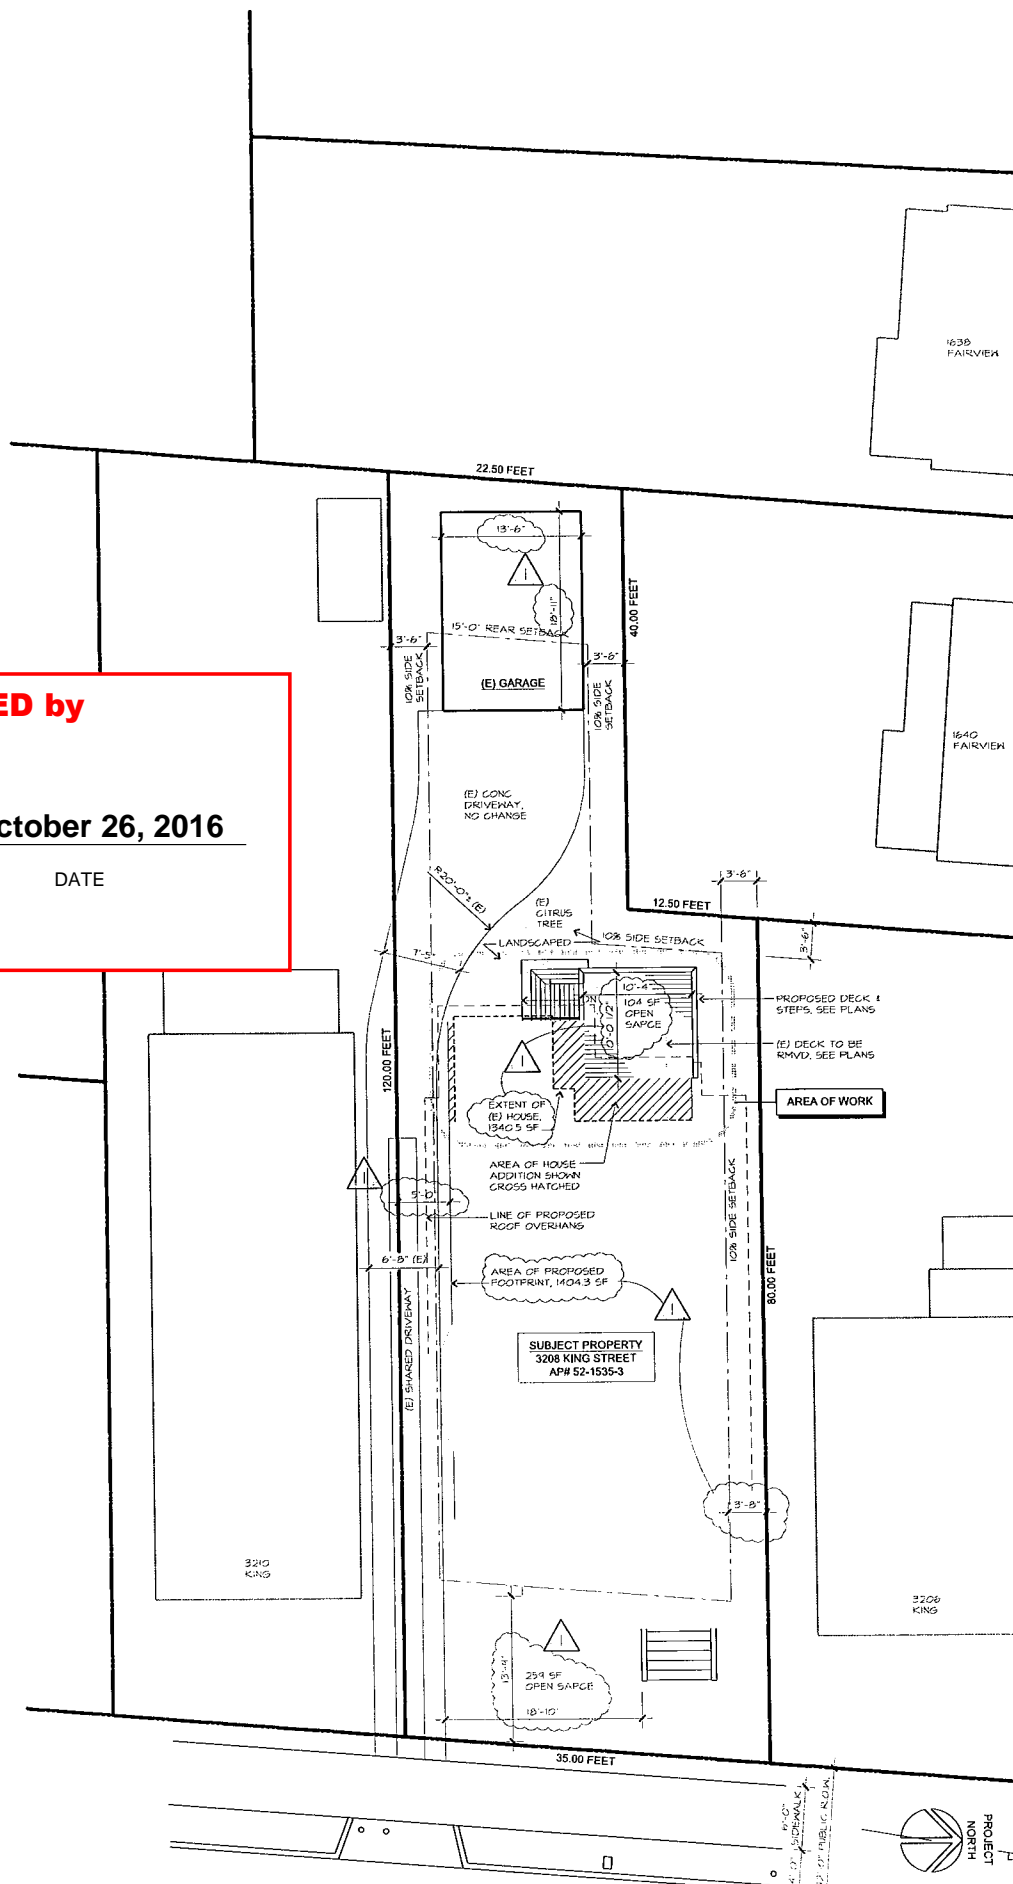 1638
FAIRVIEW
22.50 FEET
13'-6"
18'-11"
40.00 FEET
15'-0" REAR SETBACK
3'-6"
3'-6"
10% SIDE
SETBACK
(E) GARAGE
10% SIDE
SETBACK
ED by
1640
FAIRVIEW
(E) CONC
DRIVEWAY,
NO CHANGE
ctober 26, 2016
DATE
R20'-0"± (E)
3'-6"
12.50 FEET
(E)
CITRUS
TREE
3'-6"
LANDSCAPED
10% SIDE SETBACK
7'-5"
10'-4"
104 SF
OPEN
SAPCE
DN
PROPOSED DECK &
STEPS, SEE PLANS
(E) DECK TO BE
RMVD, SEE PLANS
120.00 FEET
AREA OF WORK
EXTENT OF
(E) HOUSE,
1340.5 SF
AREA OF HOUSE
ADDITION SHOWN
CROSS HATCHED
10% SIDE SETBACK
5'-0"
LINE OF PROPOSED
ROOF OVERHANG
6'-8" (E)
AREA OF PROPOSED
FOOTPRINT, 1404.3 SF
80.00 FEET
(E) SHARED DRIVEWAY
SUBJECT PROPERTY
3208 KING STREET
AP# 52-1535-3
3'-8"
3210
KING
3206
KING
259 SF
OPEN SAPCE
18'-10"
35.00 FEET
SIDEWALK
PUBLIC R.O.W.
PROJECT
NORTH